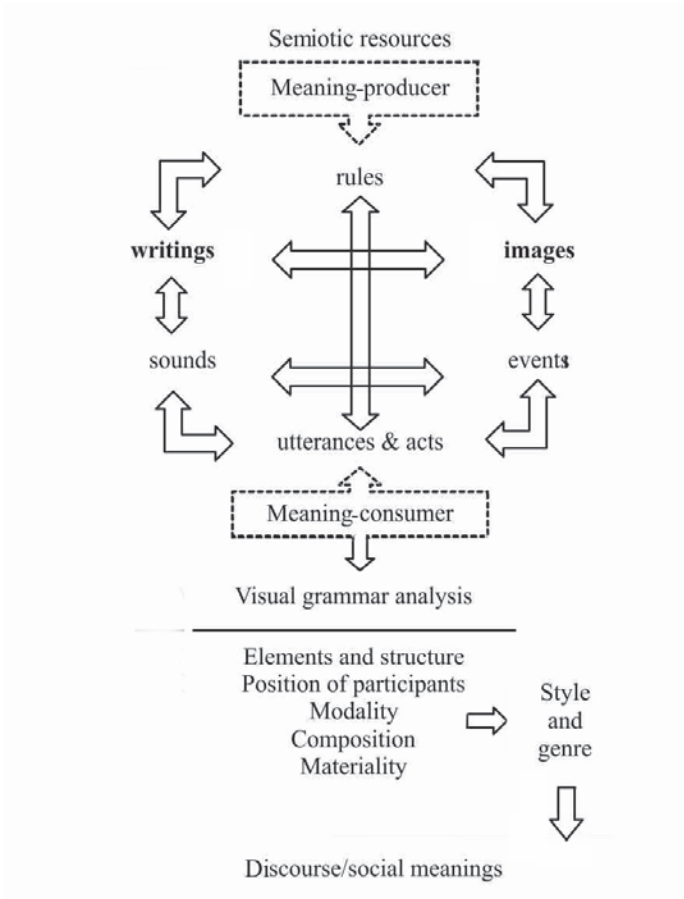 Semiotic resources
Meaning-producer
rules
writings
images
sounds
events
utterances & acts
Meaning-consumer
Visual grammar analysis
Elements and structure
Position of participants
Modality
Composition
Materiality
Style
and
genre
Discourse/social meanings